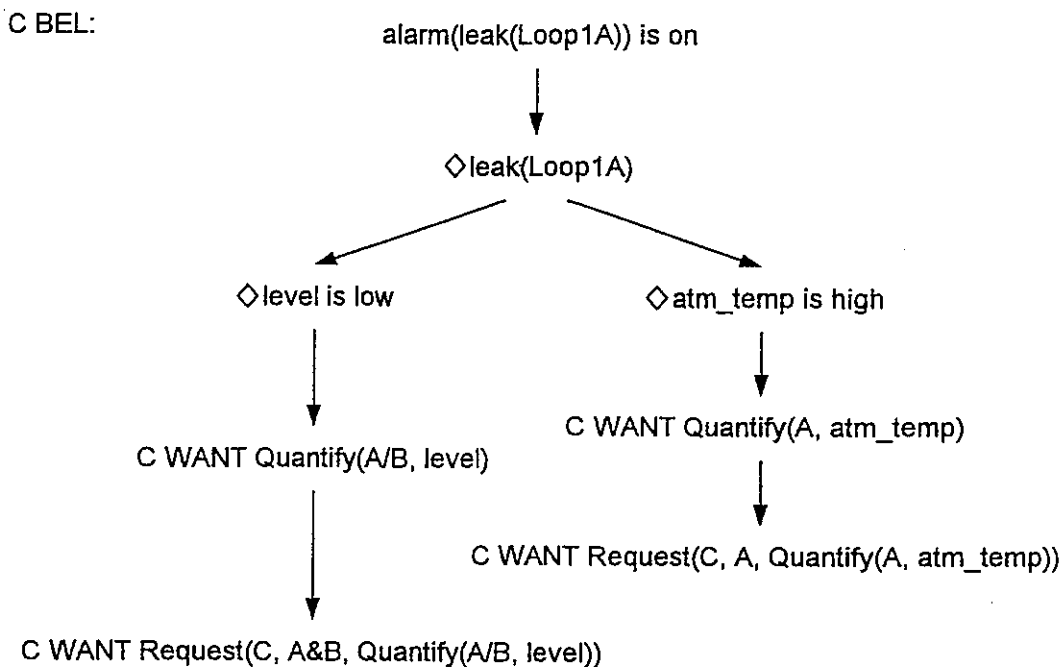 C BEL:
alarm(leak(Loop1A)) is on
◇leak(Loop1A)
◇level is low
◇atm_temp is high
C WANT Quantify(A, atm_temp)
C WANT Quantify(A/B, level)
C WANT Request(C, A, Quantify(A, atm_temp))
C WANT Request(C, A&B, Quantify(A/B, level))